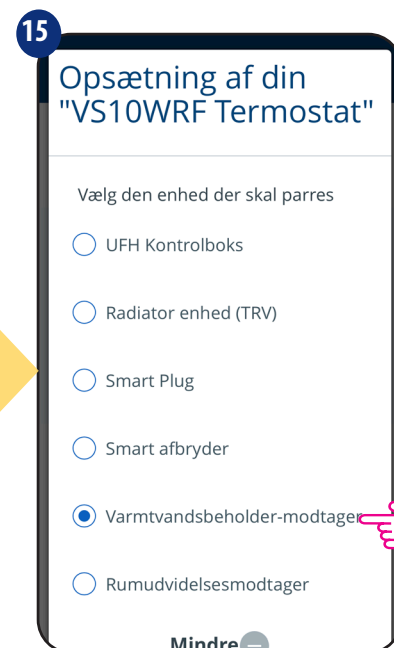 15
Opsætning af din
"VS10WRF Termostat"
Vælg den enhed der skal parres
UFH Kontrolboks
Radiator enhed (TRV)
Smart Plug
Smart afbryder
Varmtvandsbeholder-modtager
Rumudvidelsesmodtager
Mindre